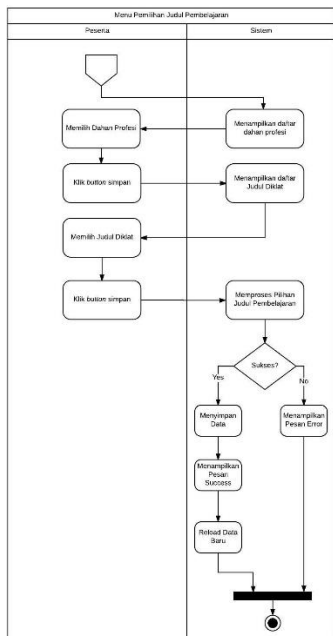 Menu Pemilihan Judul Pembelajaran
Peserta
Sistem
Menampilkan daftar
dahan profesi
Memilih Dahan Profesi
Klik button simpan
Menampilkan daftar
Judul Diklat
Memilih Judul Diklat
Klik button simpan
Memproses Pilihan
Judul Pembelajaran
Sukses?
Yes
No
Menyimpan
Data
Menampilkan
Pesan Error
Menampilkan
Pesan
Success
Reload Data
Baru